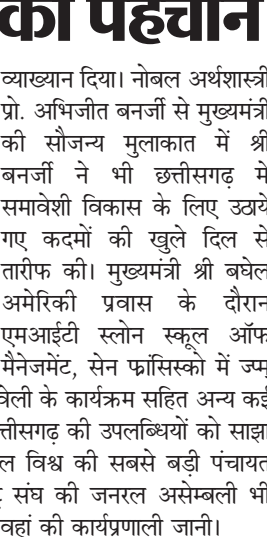 की पहचान
व्याख्यान दिया। नोबल अर्थशास्त्री
प्रो. अभिजीत बनर्जी से मुख्यमंत्री
की सौजन्य मुलाकात में श्री
बनर्जी ने भी छत्तीसगढ़ मे
समावेशी विकास के लिए उठाये
गए कदमों की खुले दिल से
तारीफ की। मुख्यमंत्री श्री बघेल
अमेरिकी प्रवास के दौरान
एमआईटी स्लोन स्कूल ऑफ
मैनेजमेंट, सेन फ्रांसिस्को में ज्प्म्
वेली के कार्यक्रम सहित अन्य कई
त्तीसगढ़ की उपलब्धियों को साझा
ल विश्व की सबसे बड़ी पंचायत
संघ की जनरल असेम्बली भी
वहां की कार्यप्रणाली जानी।